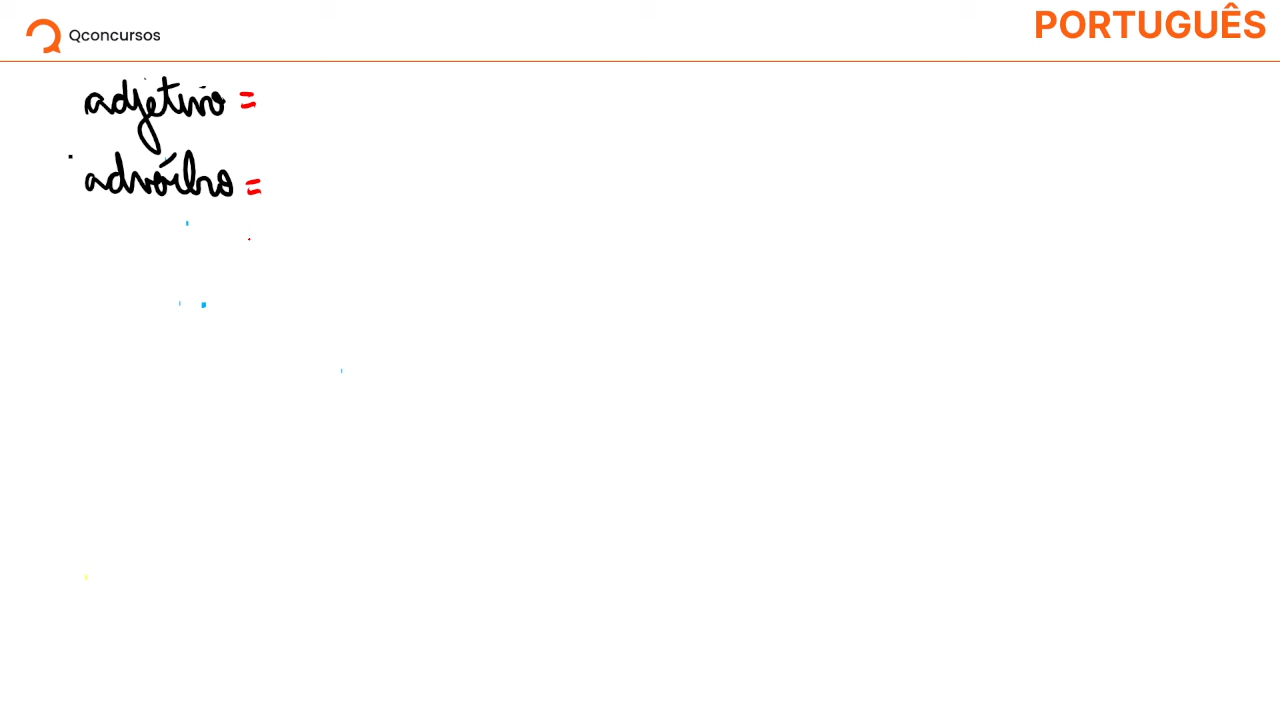 Qconcursos
PORTUGUÊS
adjetivo =
advérbio =